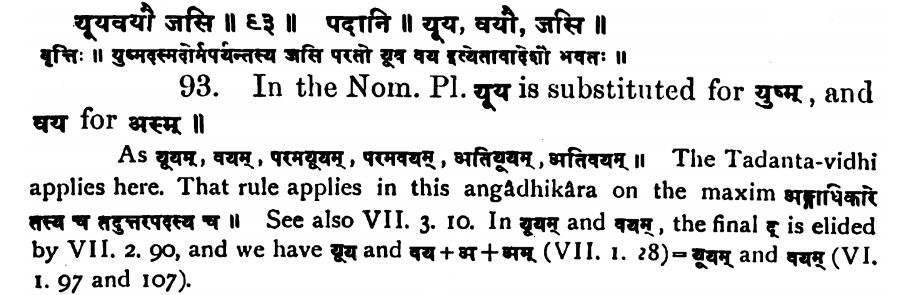 यूयवयौ जसि ॥ ९३ ॥ पदानि ॥ यूय, वयौ, जसि ॥
वृत्तिः ॥ युष्मदस्मदोर्मपर्यन्तस्य जसि परतो यूय वय इत्येतावादेशौ भवतः ॥
93. In the Nom. Pl. यूय is substituted for युष्म्, and
वय for अस्म् ॥
As यूयम्, वयम्, परमयूयम्, परमवयम्, अतियूयम्, अतिवयम् ॥ The Tadanta-vidhi
applies here. That rule applies in this angâdhikâra on the maxim अङ्गाधिकारे
तस्य च तदुत्तरपदस्य च ॥ See also VII. 3. 10. In यूयम् and वयम्, the final द् is elided
by VII. 2. 90, and we have यूय and वय + अ + अम् (VII. 1. 28) = यूयम् and वयम् (VI.
1. 97 and 107).